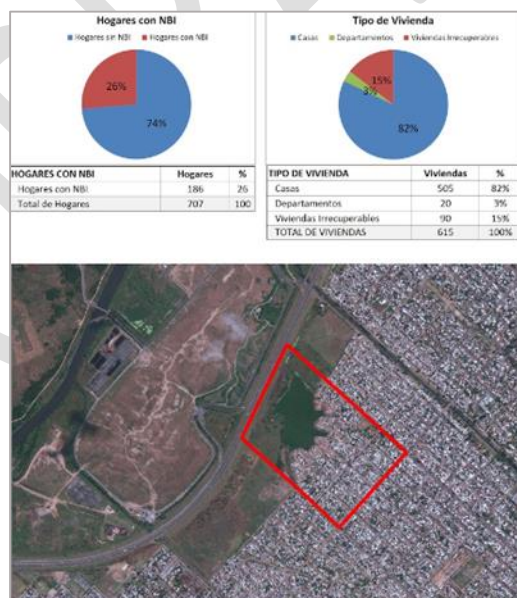 Hogares con NBI
Hogares sin NBI Hogares con NBI
26%
74%
HOGARES CON NBI Hogares %
Hogares con NBI 186 26
Total de Hogares 707 100
Tipo de Vivienda
Casas Departamentos Viviendas Irrecuperables
15%
3%
82%
TIPO DE VIVIENDA Viviendas %
Casas 505 82%
Departamentos 20 3%
Viviendas Irrecuperables 90 15%
TOTAL DE VIVIENDAS 615 100%